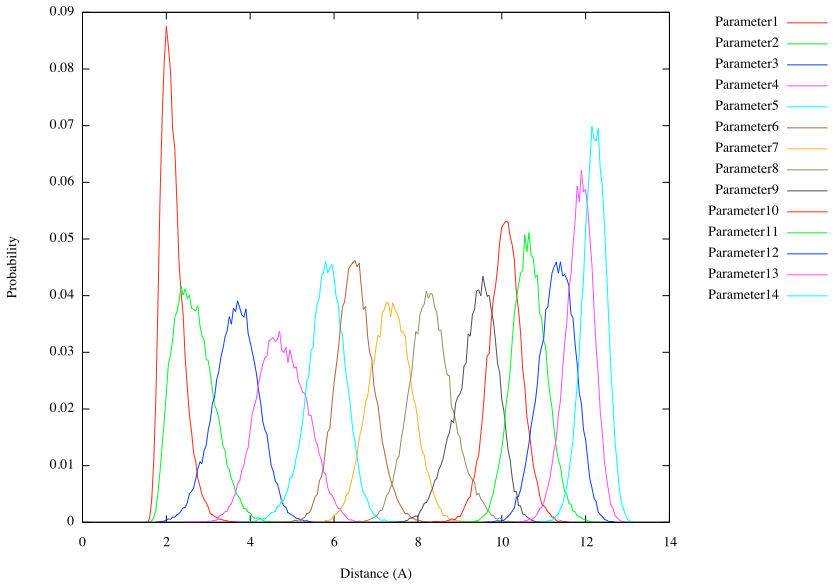 0.09
0.08
0.07
0.06
0.05
0.04
0.03
0.02
0.01
0
0 2 4 6 8 10 12 14
Probability
Distance (A)
Parameter1
Parameter2
Parameter3
Parameter4
Parameter5
Parameter6
Parameter7
Parameter8
Parameter9
Parameter10
Parameter11
Parameter12
Parameter13
Parameter14